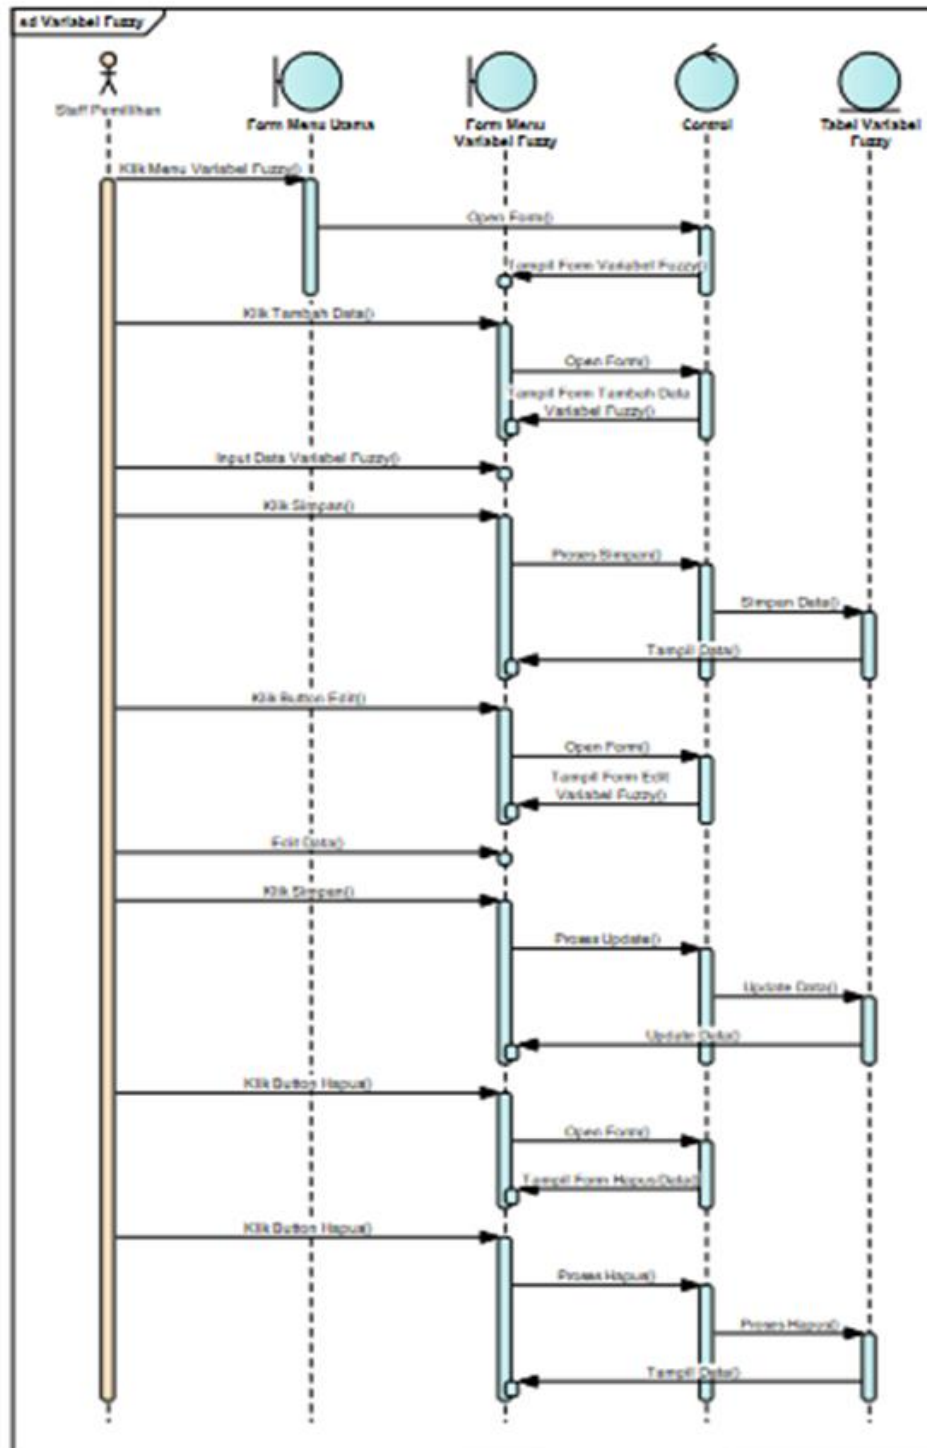 sd Variabel Fuzzy
Staff Pemilihan
Form Menu Utama
Form Menu
Variabel Fuzzy
Control
Tabel Variabel
Fuzzy
Klik Menu Variabel Fuzzy()
Open Form()
Tampil Form Variabel Fuzzy()
Klik Tambah Data()
Open Form()
Tampil Form Tambah Data
Variabel Fuzzy()
Input Data Variabel Fuzzy()
Klik Simpan()
Proses Simpan()
Simpan Data()
Tampil Data()
Klik Button Edit()
Open Form()
Tampil Form Edit
Variabel Fuzzy()
Edit Data()
Klik Simpan()
Proses Update()
Update Data()
Update Data()
Klik Button Hapus()
Open Form()
Tampil Form Hapus Data()
Klik Button Hapus()
Proses Hapus()
Proses Hapus()
Tampil Data()